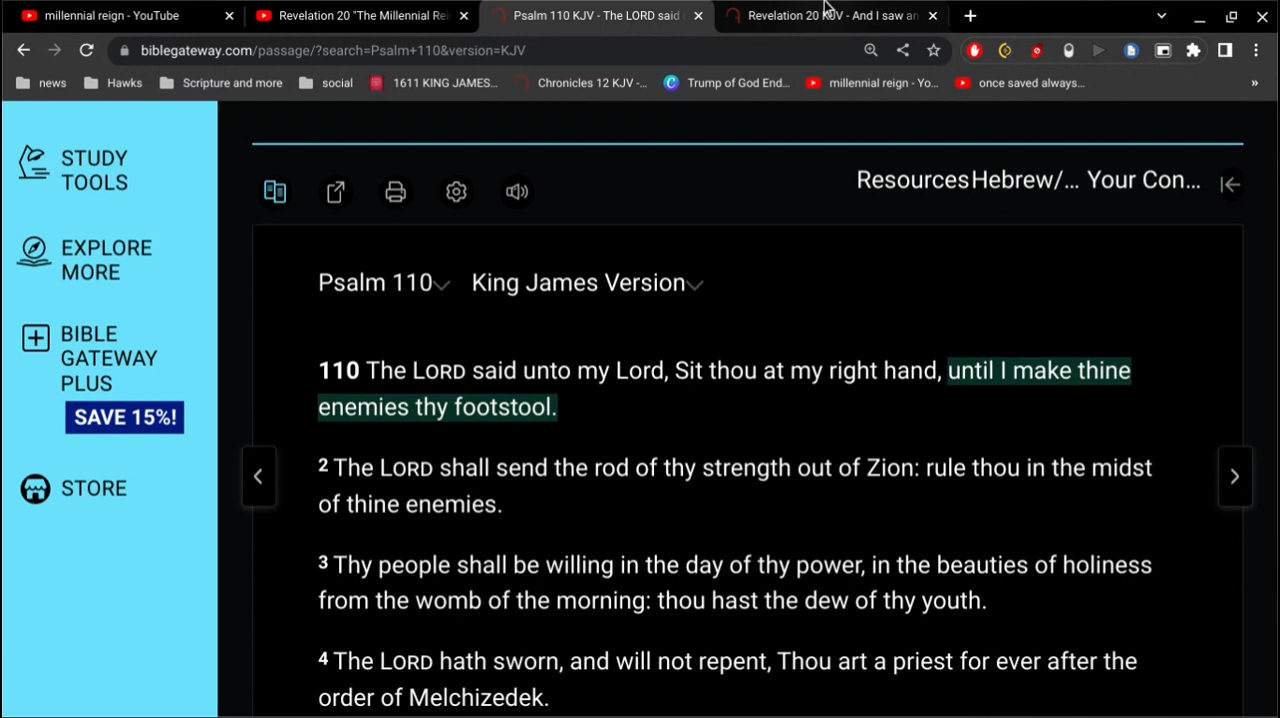 millennial reign - YouTube
Revelation 20 "The Millennial Rei
Psalm 110 KJV - The LORD said
Revelation 20 KJV - And I saw an
biblegateway.com/passage/?search=Psalm+110&version=KJV
news
Hawks
Scripture and more
social
1611 KING JAMES...
Chronicles 12 KJV -...
Trump of God End...
millennial reign - Yo...
once saved always...
»
STUDY
TOOLS
EXPLORE
MORE
BIBLE
GATEWAY
PLUS
SAVE 15%!
STORE
Resources Hebrew/... Your Con...
Psalm 110 King James Version
110 The LORD said unto my Lord, Sit thou at my right hand, until I make thine
enemies thy footstool.
2 The LORD shall send the rod of thy strength out of Zion: rule thou in the midst
of thine enemies.
3 Thy people shall be willing in the day of thy power, in the beauties of holiness
from the womb of the morning: thou hast the dew of thy youth.
4 The LORD hath sworn, and will not repent, Thou art a priest for ever after the
order of Melchizedek.